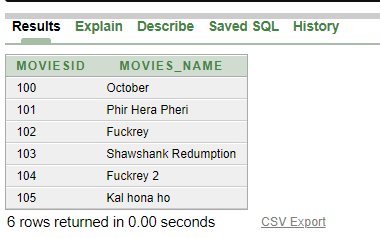 Results Explain Describe Saved SQL History
MOVIESID MOVIES_NAME
100 October
101 Phir Hera Pheri
102 Fuckrey
103 Shawshank Redumption
104 Fuckrey 2
105 Kal hona ho
6 rows returned in 0.00 seconds CSV Export